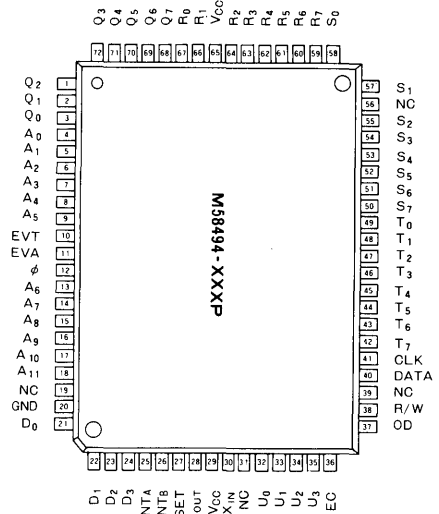 Q₃ Q₄ Q₅ Q₆ Q₇ R₀ R₁ VCC R₂ R₃ R₄ R₅ R₆ R₇ S₀
72 71 70 69 68 67 66 65 64 63 62 61 60 59 58
Q₂ 1
Q₁ 2
Q₀ 3
A₀ 4
A₁ 5
A₂ 6
A₃ 7
A₄ 8
A₅ 9
EVT 10
EVA 11
ϕ 12
A₆ 13
A₇ 14
A₈ 15
A₉ 16
A₁₀ 17
A₁₁ 18
NC 19
GND 20
D₀ 21
M58494-XXXP
57 S₁
56 NC
55 S₂
54 S₃
53 S₄
52 S₅
51 S₆
50 S₇
49 T₀
48 T₁
47 T₂
46 T₃
45 T₄
44 T₅
43 T₆
42 T₇
41 CLK
40 DATA
39 NC
38 R/W
37 OD
22 23 24 25 26 27 28 29 30 31 32 33 34 35 36
D₁ D₂ D₃ NTA NTB SET OUT VCC XIN NC U₀ U₁ U₂ U₃ EC